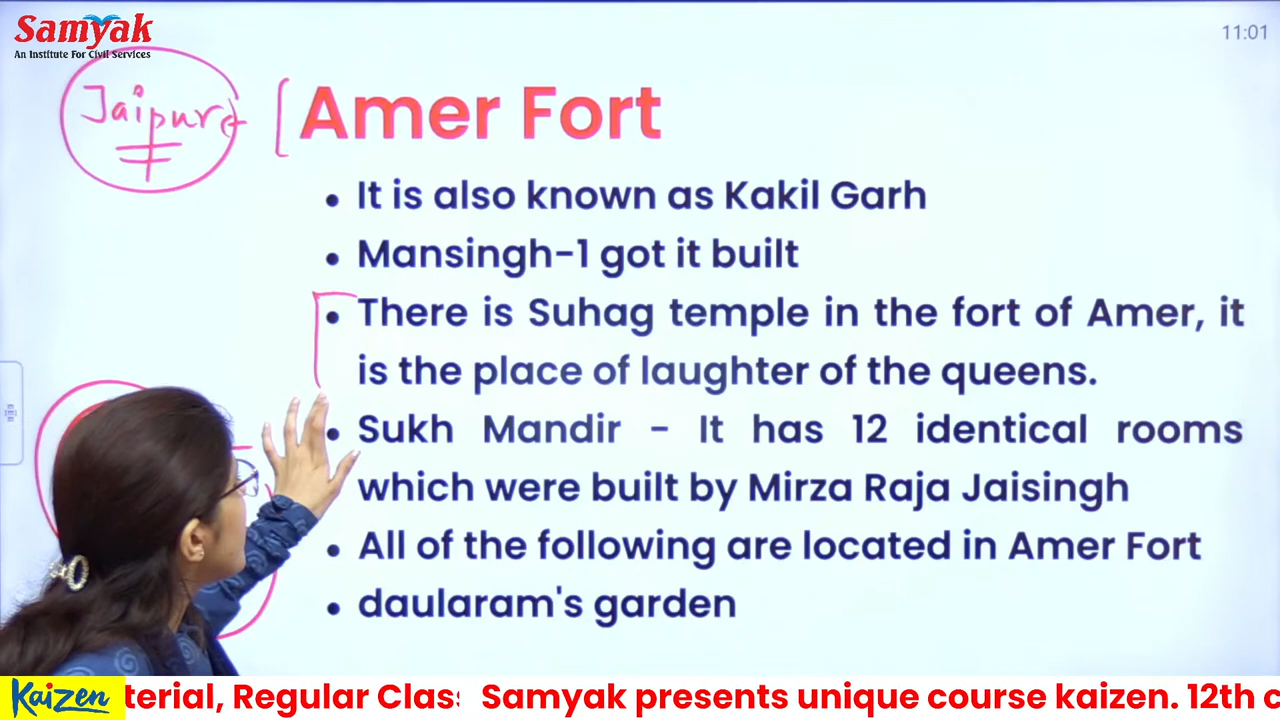 Samyak
An Institute For Civil Services
11:01
Jaipur
Amer Fort
• It is also known as Kakil Garh
• Mansingh-1 got it built
• There is Suhag temple in the fort of Amer, it
is the place of laughter of the queens.
• Sukh Mandir - It has 12 identical rooms
which were built by Mirza Raja Jaisingh
• All of the following are located in Amer Fort
• daularam's garden
Kaizen terial, Regular Clas Samyak presents unique course kaizen. 12th